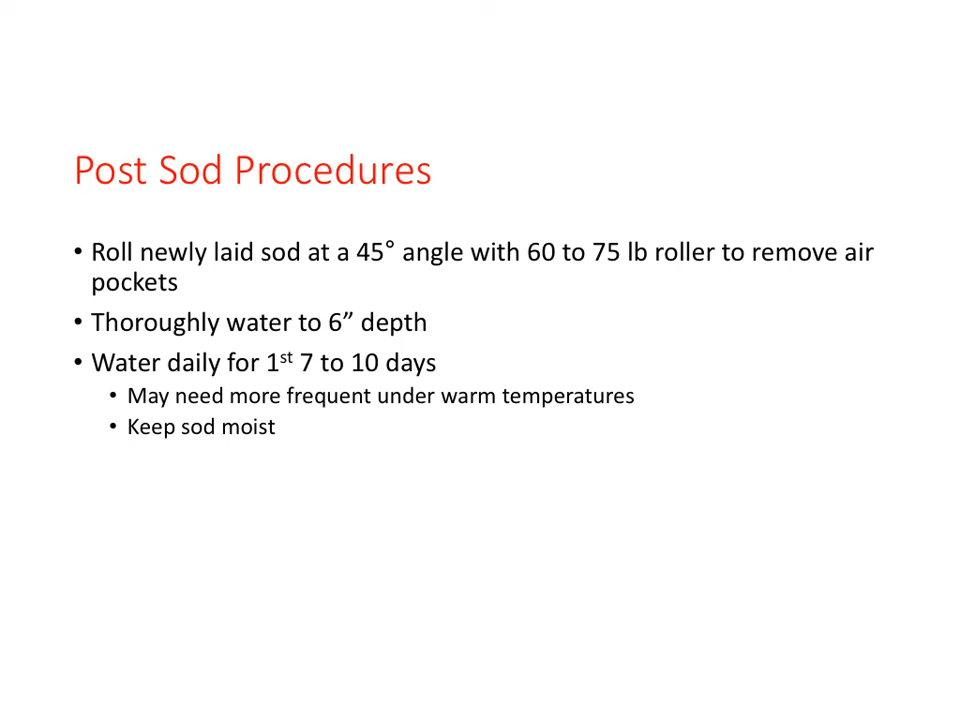 Post Sod Procedures
• Roll newly laid sod at a 45° angle with 60 to 75 lb roller to remove air
pockets
• Thoroughly water to 6” depth
• Water daily for 1st 7 to 10 days
• May need more frequent under warm temperatures
• Keep sod moist